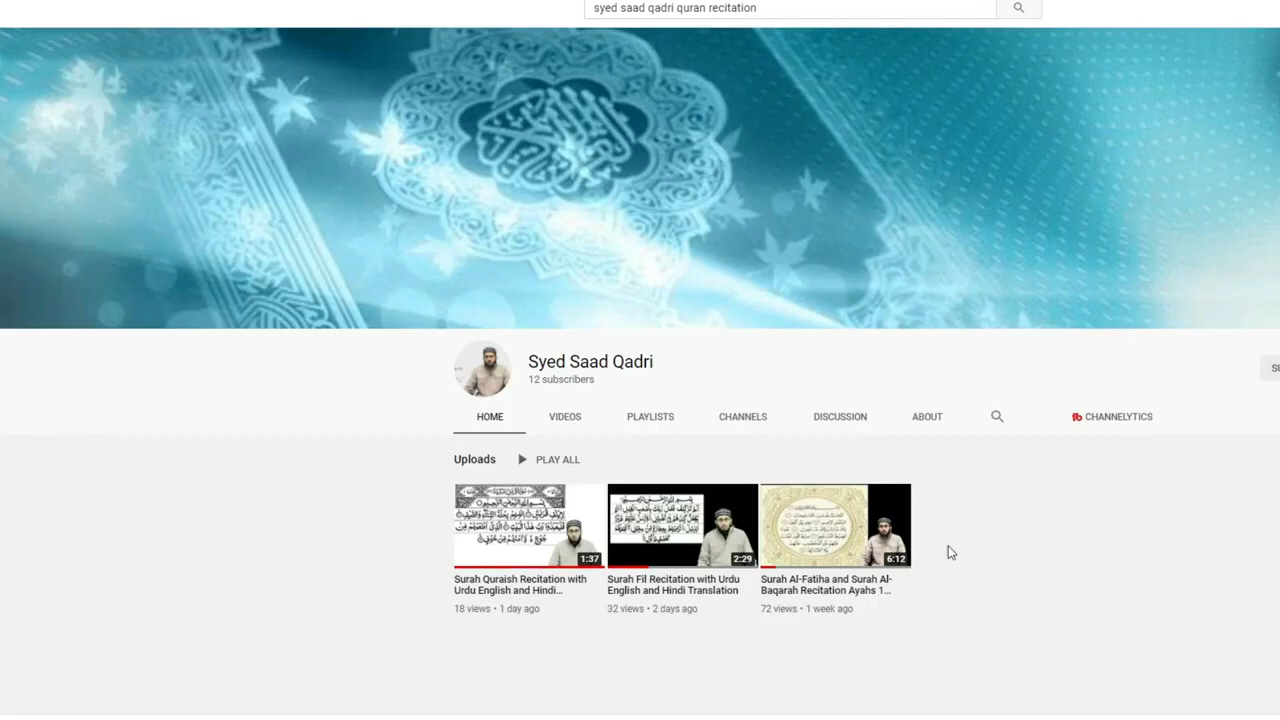 syed saad qadri quran recitation
Syed Saad Qadri
12 subscribers
SU
HOME VIDEOS PLAYLISTS CHANNELS DISCUSSION ABOUT CHANNELYTICS
Uploads PLAY ALL
1:37 2:29 6:12
Surah Quraish Recitation with
Urdu English and Hindi...
18 views • 1 day ago
Surah Fil Recitation with Urdu
English and Hindi Translation
32 views • 2 days ago
Surah Al-Fatiha and Surah Al-
Baqarah Recitation Ayahs 1...
72 views • 1 week ago